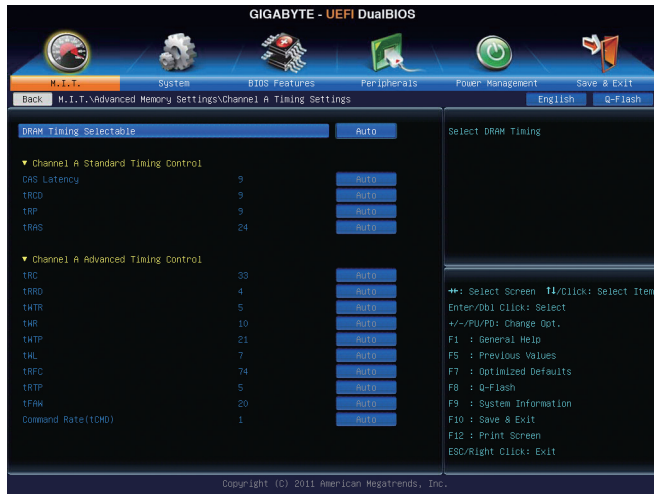 GIGABYTE - UEFI DualBIOS
M.I.T. System BIOS Features Peripherals Power Management Save & Exit
Back M.I.T.\Advanced Memory Settings\Channel A Timing Settings English Q-Flash
DRAM Timing Selectable Auto Select DRAM Timing
▼ Channel A Standard Timing Control
CAS Latency 9 Auto
tRCD 9 Auto
tRP 9 Auto
tRAS 24 Auto
▼ Channel A Advanced Timing Control
tRC 33 Auto
tRRD 4 Auto
tWTR 5 Auto
tWR 10 Auto
tWTP 21 Auto
tWL 7 Auto
tRFC 74 Auto
tRTP 5 Auto
tFAW 20 Auto
Command Rate(tCMD) 1 Auto
→←: Select Screen ↑↓/Click: Select Item
Enter/Dbl Click: Select
+/-/PU/PD: Change Opt.
F1 : General Help
F5 : Previous Values
F7 : Optimized Defaults
F8 : Q-Flash
F9 : System Information
F10 : Save & Exit
F12 : Print Screen
ESC/Right Click: Exit
Copyright (C) 2011 American Megatrends, Inc.